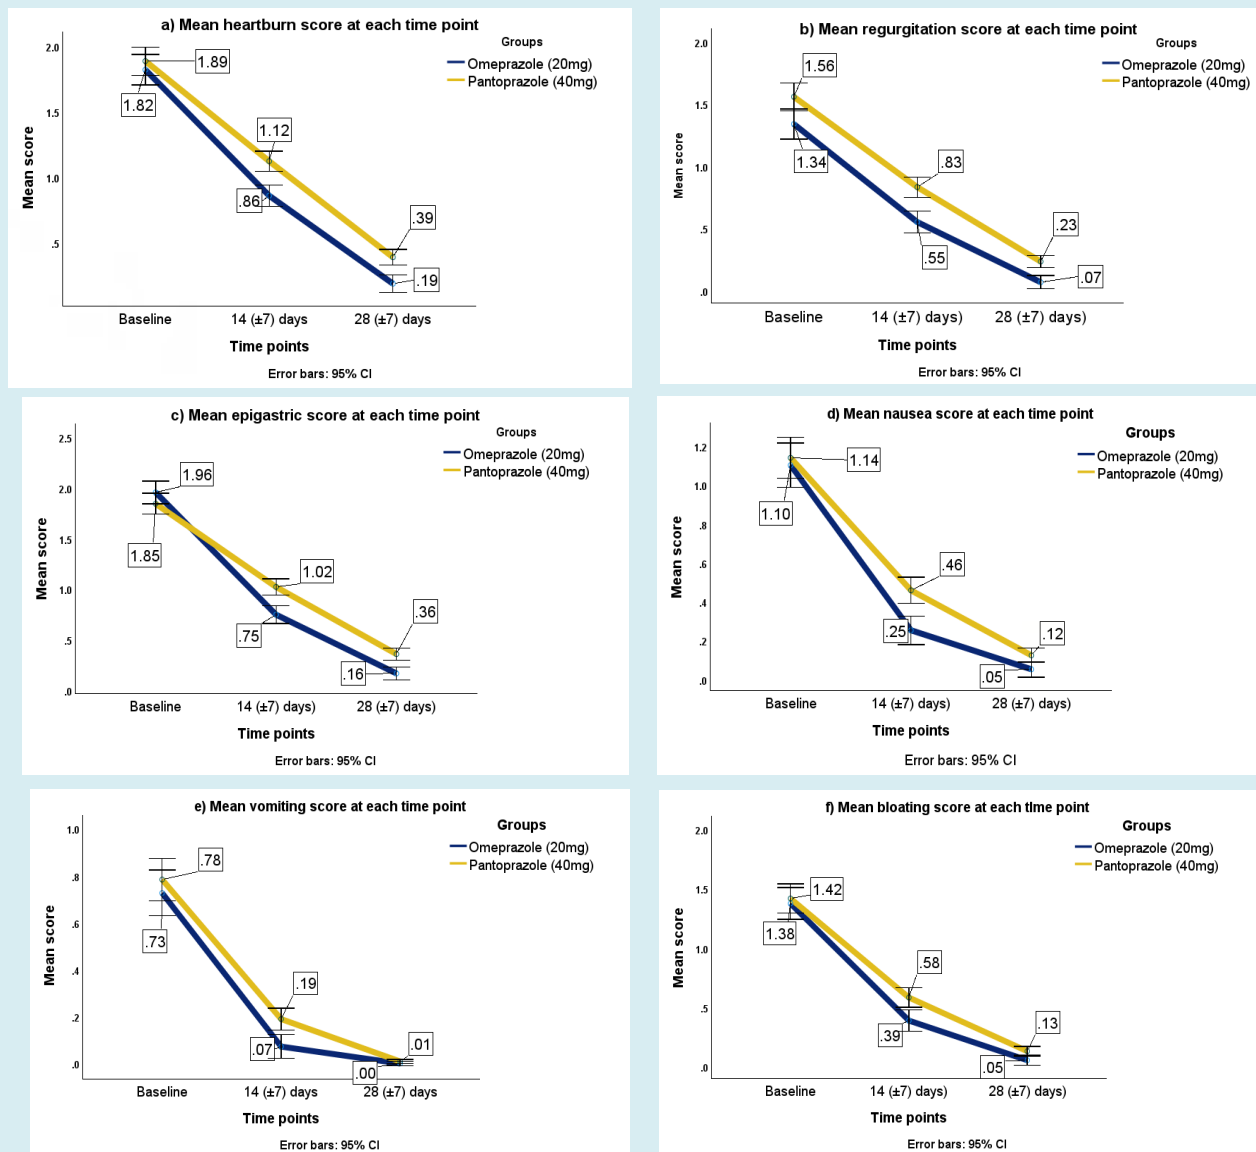 a) Mean heartburn score at each time point
Groups
Omeprazole (20mg)
Pantoprazole (40mg)
Mean score
2.0
1.5
1.0
.5
1.89
1.82
1.12
.86
.39
.19
Baseline
14 (±7) days
28 (±7) days
Time points
Error bars: 95% CI
b) Mean regurgitation score at each time point
Groups
Omeprazole (20mg)
Pantoprazole (40mg)
Mean score
2.0
1.5
1.0
.5
.0
1.56
1.34
.83
.55
.23
.07
Baseline
14 (±7) days)
28 (±7) days)
Time points
Error bars: 95% CI
c) Mean epigastric score at each time point
Groups
Omeprazole (20mg)
Pantoprazole (40mg)
Mean score
2.5
2.0
1.5
1.0
.5
.0
1.96
1.85
1.02
.75
.36
.16
Baseline
14 (±7) days)
28 (±7) days)
Time points
Error bars: 95% CI
d) Mean nausea score at each time point
Groups
Omeprazole (20mg)
Pantoprazole (40mg)
Mean score
1.2
1.0
.8
.6
.4
.2
.0
1.14
1.10
.46
.25
.12
.05
Baseline
14 (±7) days)
28 (±7) days)
Time points
Error bars: 95% CI
e) Mean vomiting score at each time point
Groups
Omeprazole (20mg)
Pantoprazole (40mg)
Mean score
1.0
.8
.6
.4
.2
.0
.78
.73
.19
.07
.01
.00
Baseline
14 (±7) days
28 (±7) days
Time points
Error bars: 95% CI
f) Mean bloating score at each time point
Groups
Omeprazole (20mg)
Pantoprazole (40mg)
Mean score
2.0
1.5
1.0
.5
.0
1.42
1.38
.58
.39
.13
.05
Baseline
14 (±7) days
28 (±7) days
Time points
Error bars: 95% CI